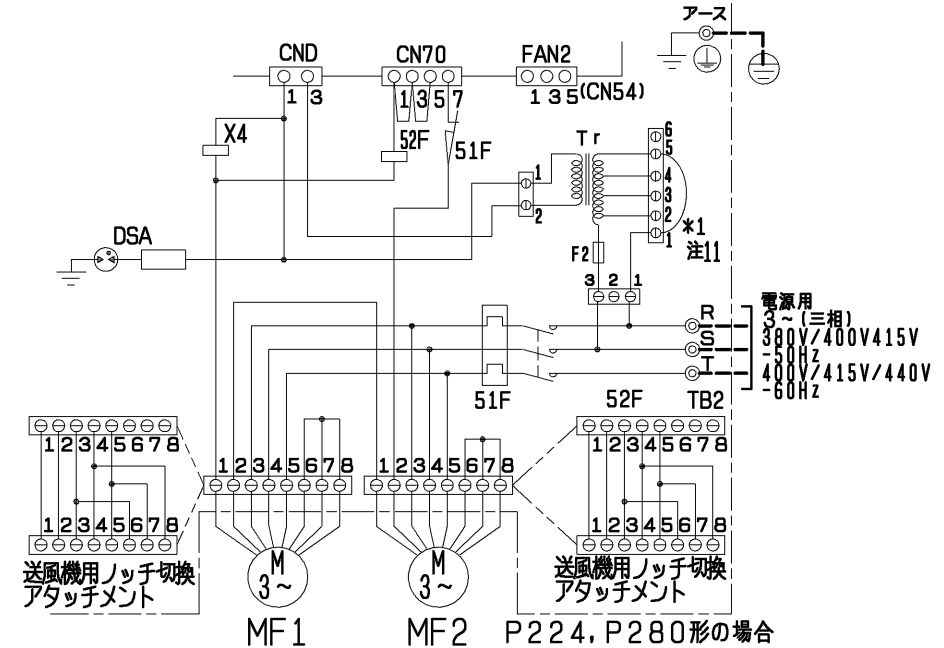 アース
CND CN70 FAN2
1 3 1 3 5 7 1 3 5 (CN54)
X4 52F 51F Tr 6
5
4
3
2
1
1
2
*1
注11
DSA F2
3 2 1
電源用
3～(三相)
380V/400V415V
-50Hz
400V/415V/440V
-60Hz
R
S
T
51F 52F TB2
1 2 3 4 5 6 7 8
1 2 3 4 5 6 7 8
1 2 3 4 5 6 7 8
1 2 3 4 5 6 7 8
1 2 3 4 5 6 7 8
1 2 3 4 5 6 7 8
送風機用ノッチ切換
アタッチメント
M
3～
M
3～
送風機用ノッチ切換
アタッチメント
MF1 MF2 P224,P280形の場合